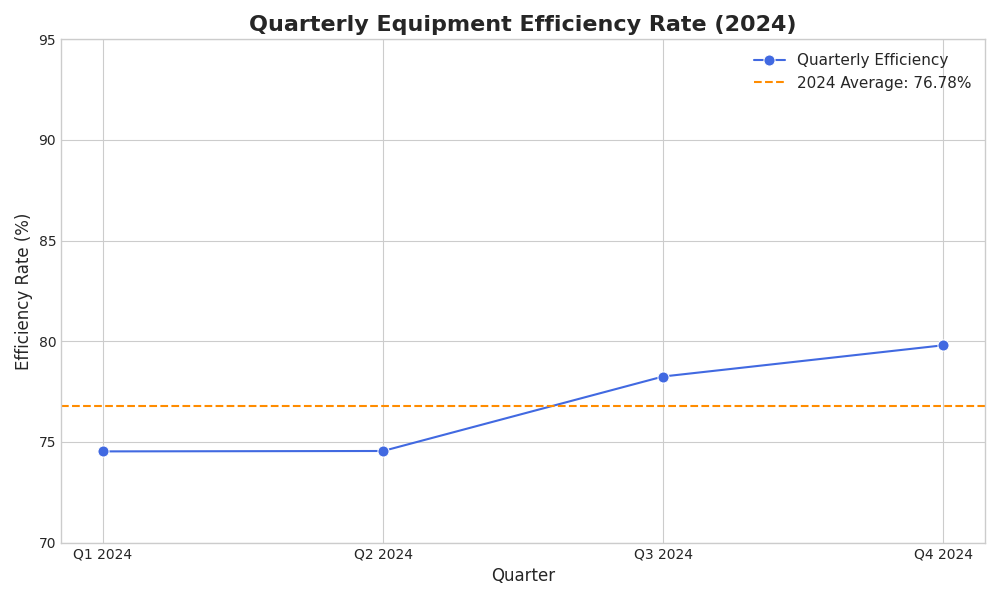 Quarterly Equipment Efficiency Rate (2024)
Quarterly Efficiency
2024 Average: 76.78%
Efficiency Rate (%)
95
90
85
80
75
70
Q1 2024
Q2 2024
Q3 2024
Q4 2024
Quarter